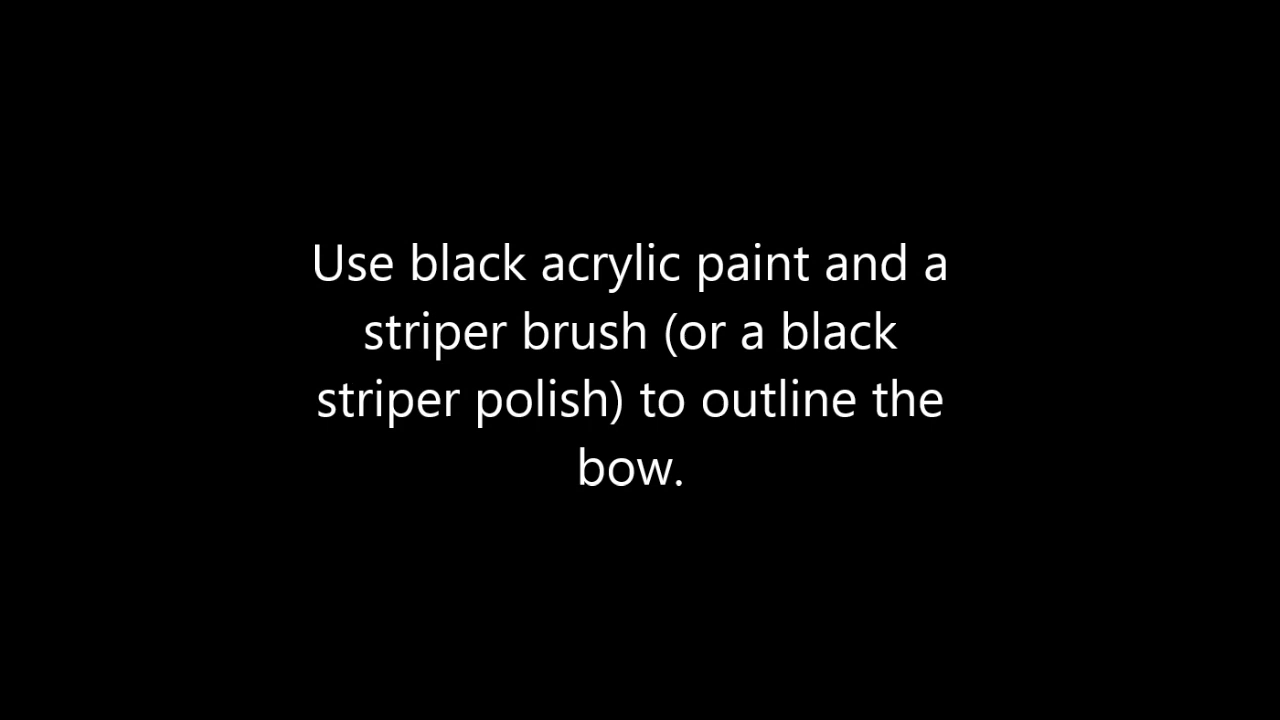 Use black acrylic paint and a
striper brush (or a black
striper polish) to outline the
bow.